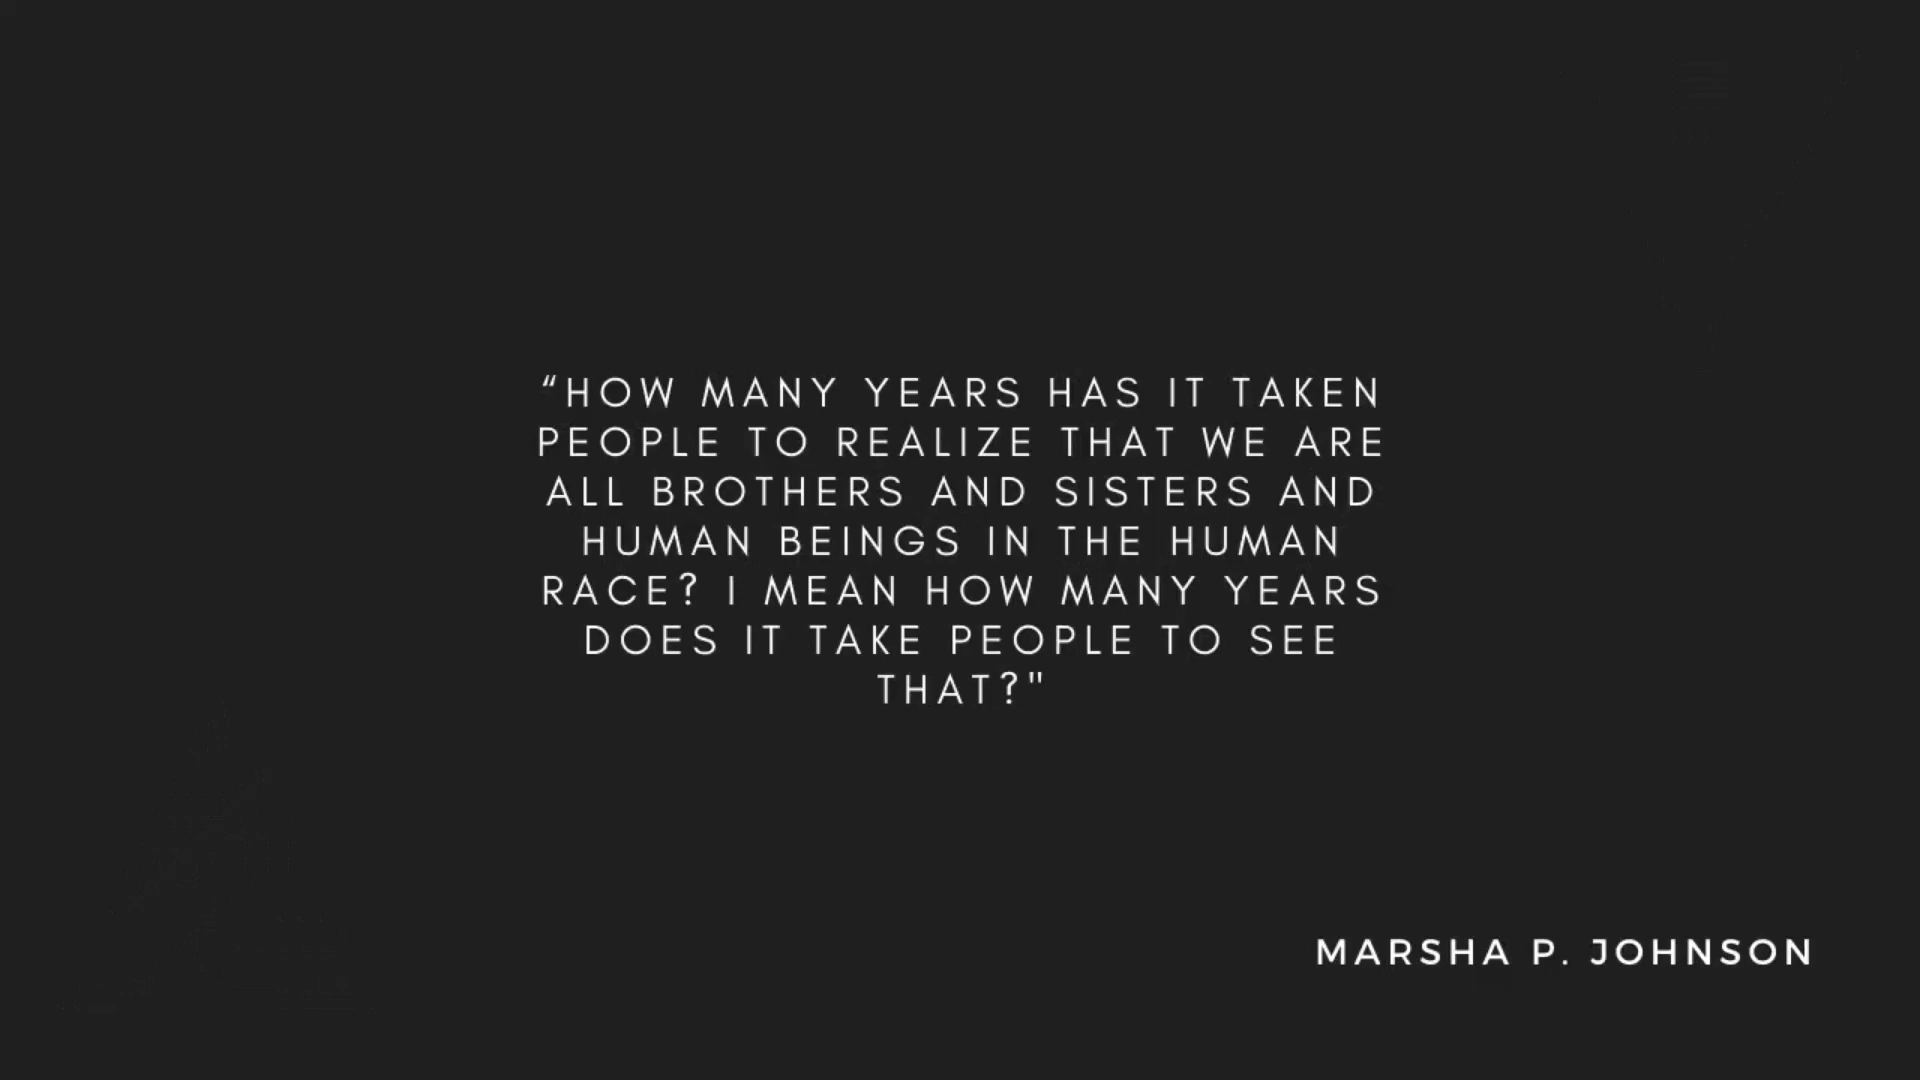 “HOW MANY YEARS HAS IT TAKEN
PEOPLE TO REALIZE THAT WE ARE
ALL BROTHERS AND SISTERS AND
HUMAN BEINGS IN THE HUMAN
RACE? I MEAN HOW MANY YEARS
DOES IT TAKE PEOPLE TO SEE
THAT?"
MARSHA P. JOHNSON